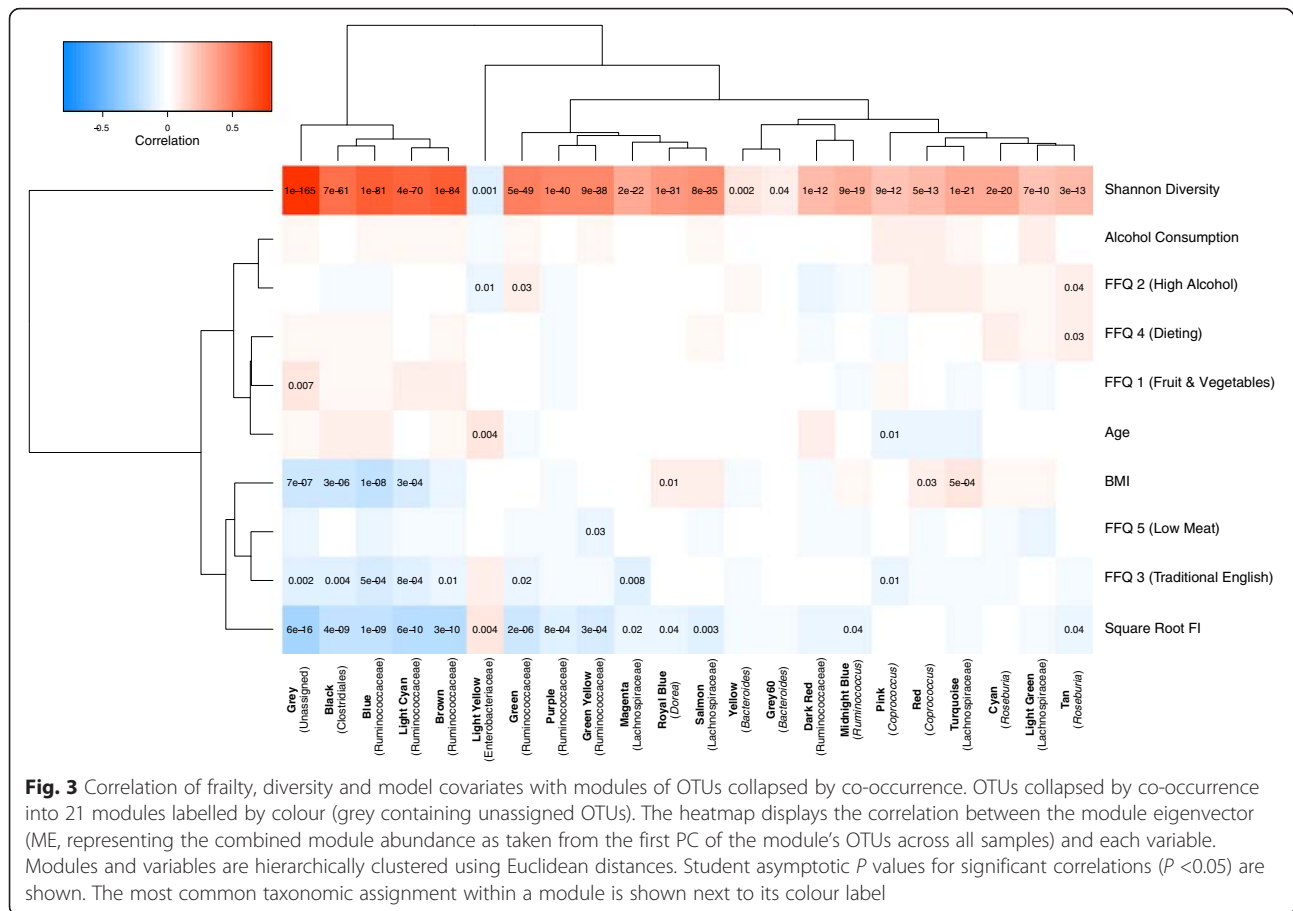 -0.5 0 0.5
Correlation
1e-165 7e-61 1e-81 4e-70 1e-84 0.001 5e-49 1e-40 9e-38 2e-22 1e-31 8e-35 0.002 0.04 1e-12 9e-19 9e-12 5e-13 1e-21 2e-20 7e-10 3e-13 Shannon Diversity
Alcohol Consumption
0.01 0.03 0.04 FFQ 2 (High Alcohol)
0.03 FFQ 4 (Dieting)
0.007 FFQ 1 (Fruit & Vegetables)
0.004 0.01 Age
7e-07 3e-06 1e-08 3e-04 0.01 0.03 5e-04 BMI
0.03 FFQ 5 (Low Meat)
0.002 0.004 5e-04 8e-04 0.01 0.02 0.008 0.01 FFQ 3 (Traditional English)
6e-16 4e-09 1e-09 6e-10 3e-10 0.004 2e-06 8e-04 3e-04 0.02 0.04 0.003 0.04 0.04 Square Root FI
Grey
(Unassigned)
Black
(Clostridiales)
Blue
(Ruminococcaceae)
Light Cyan
(Ruminococcaceae)
Brown
(Ruminococcaceae)
Light Yellow
(Enterobacteriaceae)
Green
(Ruminococcaceae)
Purple
(Ruminococcaceae)
Green Yellow
(Ruminococcaceae)
Magenta
(Lachnospiraceae)
Royal Blue
(Dorea)
Salmon
(Lachnospiraceae)
Yellow
(Bacteroides)
Grey60
(Bacteroides)
Dark Red
(Ruminococcaceae)
Midnight Blue
(Ruminococcus)
Pink
(Coprococcus)
Red
(Coprococcus)
Turquoise
(Lachnospiraceae)
Cyan
(Roseburia)
Light Green
(Lachnospiraceae)
Tan
(Roseburia)
Fig. 3 Correlation of frailty, diversity and model covariates with modules of OTUs collapsed by co-occurrence. OTUs collapsed by co-occurrence
into 21 modules labelled by colour (grey containing unassigned OTUs). The heatmap displays the correlation between the module eigenvector
(ME, representing the combined module abundance as taken from the first PC of the module's OTUs across all samples) and each variable.
Modules and variables are hierarchically clustered using Euclidean distances. Student asymptotic P values for significant correlations (P <0.05) are
shown. The most common taxonomic assignment within a module is shown next to its colour label